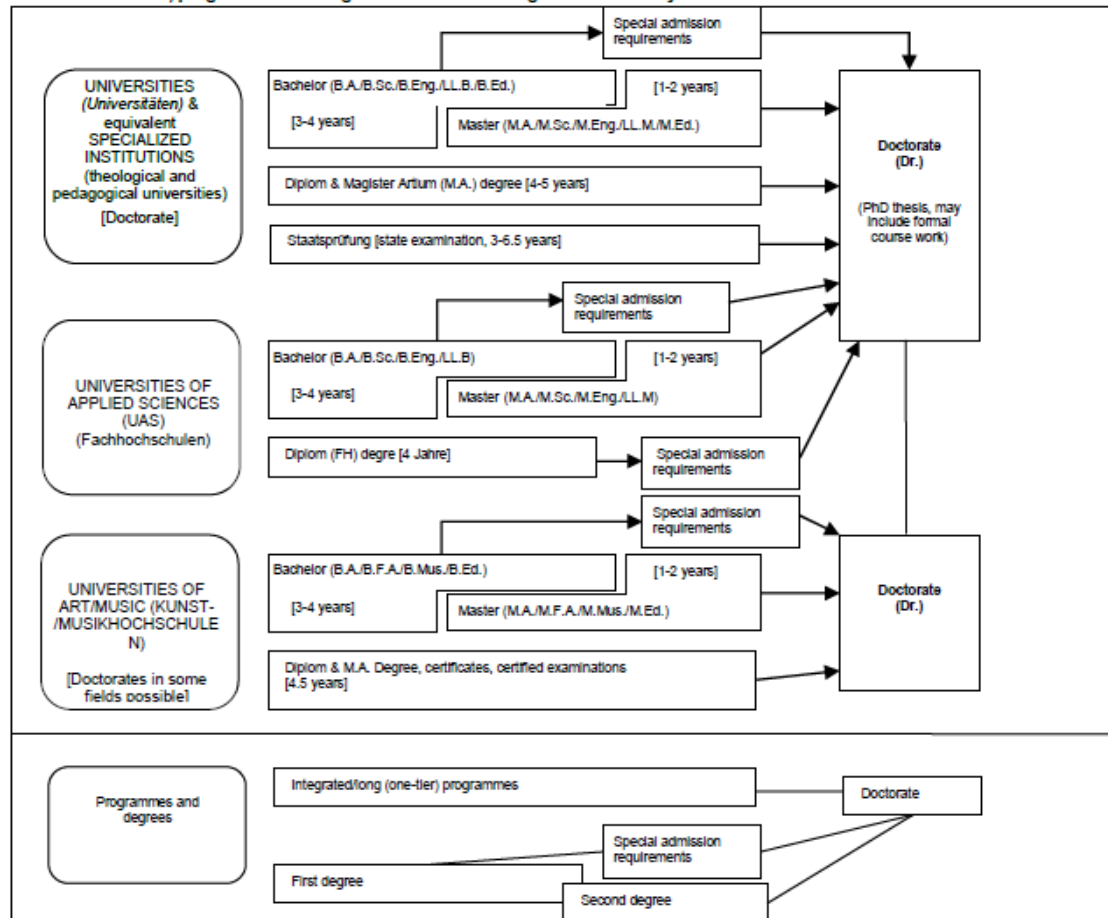 Special admission
requirements
UNIVERSITIES
(Universitäten) &
equivalent
SPECIALIZED
INSTITUTIONS
(theological and
pedagogical universities)
[Doctorate]
Bachelor (B.A./B.Sc./B.Eng./LL.B./B.Ed.)
[3-4 years]
[1-2 years]
Master (M.A./M.Sc./M.Eng./LL.M./M.Ed.)
Diplom & Magister Artium (M.A.) degree [4-5 years]
Staatsprüfung [state examination, 3-6.5 years]
Doctorate
(Dr.)
(PhD thesis, may
include formal
course work)
Special admission
requirements
UNIVERSITIES OF
APPLIED SCIENCES
(UAS)
(Fachhochschulen)
Bachelor (B.A./B.Sc./B.Eng./LL.B)
[3-4 years]
[1-2 years]
Master (M.A./M.Sc./M.Eng./LL.M)
Diplom (FH) degre [4 Jahre]
Special admission
requirements
Special admission
requirements
UNIVERSITIES OF
ART/MUSIC (KUNST-
/MUSIKHOCHSCHULE
N)
[Doctorates in some
fields possible]
Bachelor (B.A./B.F.A./B.Mus./B.Ed.)
[3-4 years]
[1-2 years]
Master (M.A./M.F.A./M.Mus./M.Ed.)
Diplom & M.A. Degree, certificates, certified examinations
[4.5 years]
Doctorate
(Dr.)
Programmes and
degrees
Integrated/long (one-tier) programmes
Doctorate
Special admission
requirements
First degree
Second degree